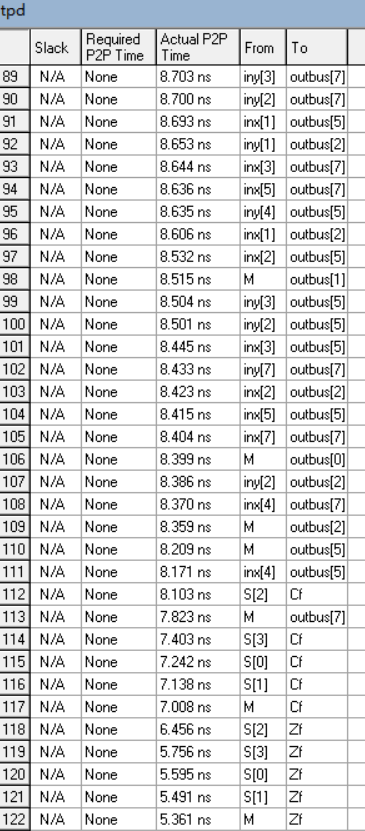 tpd
Slack Required P2P Time Actual P2P Time From To
89 N/A None 8.703 ns iny[3] outbus[7]
90 N/A None 8.700 ns iny[2] outbus[7]
91 N/A None 8.693 ns inx[1] outbus[5]
92 N/A None 8.653 ns iny[1] outbus[2]
93 N/A None 8.644 ns inx[3] outbus[7]
94 N/A None 8.636 ns inx[5] outbus[7]
95 N/A None 8.635 ns iny[4] outbus[5]
96 N/A None 8.606 ns inx[1] outbus[2]
97 N/A None 8.532 ns inx[2] outbus[5]
98 N/A None 8.515 ns M outbus[1]
99 N/A None 8.504 ns iny[3] outbus[5]
100 N/A None 8.501 ns iny[2] outbus[5]
101 N/A None 8.445 ns inx[3] outbus[5]
102 N/A None 8.433 ns iny[7] outbus[7]
103 N/A None 8.423 ns inx[2] outbus[2]
104 N/A None 8.415 ns inx[5] outbus[5]
105 N/A None 8.404 ns inx[7] outbus[7]
106 N/A None 8.399 ns M outbus[0]
107 N/A None 8.386 ns iny[2] outbus[2]
108 N/A None 8.370 ns inx[4] outbus[7]
109 N/A None 8.359 ns M outbus[2]
110 N/A None 8.209 ns M outbus[5]
111 N/A None 8.171 ns inx[4] outbus[5]
112 N/A None 8.103 ns S[2] Cf
113 N/A None 7.823 ns M outbus[7]
114 N/A None 7.403 ns S[3] Cf
115 N/A None 7.242 ns S[0] Cf
116 N/A None 7.138 ns S[1] Cf
117 N/A None 7.008 ns M Cf
118 N/A None 6.456 ns S[2] Zf
119 N/A None 5.756 ns S[3] Zf
120 N/A None 5.595 ns S[0] Zf
121 N/A None 5.491 ns S[1] Zf
122 N/A None 5.361 ns M Zf